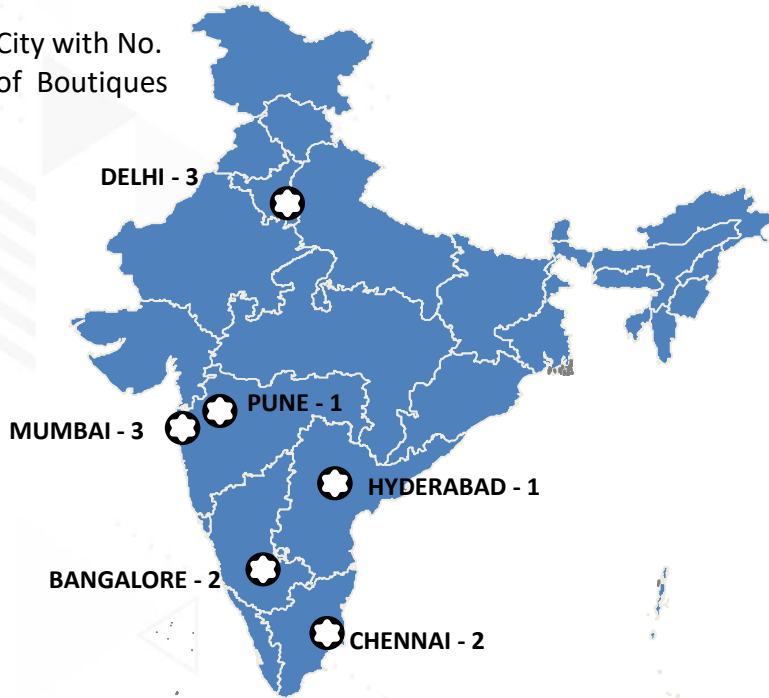 City with No.
of Boutiques
DELHI - 3
PUNE - 1
MUMBAI - 3
HYDERABAD - 1
BANGALORE - 2
CHENNAI - 2